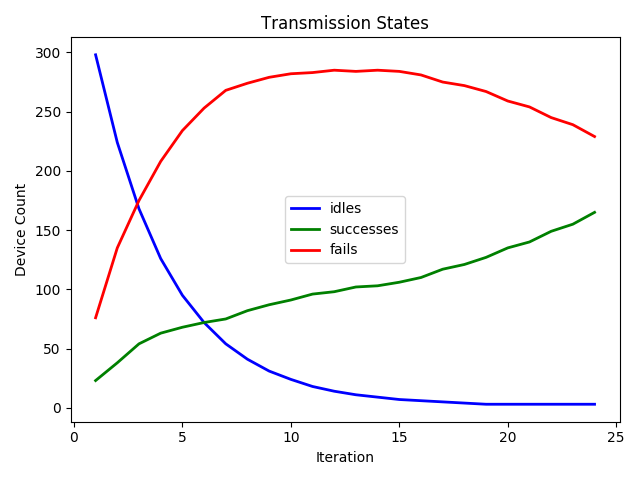 Transmission States
Device Count
300
250
200
150
100
50
0
idles
successes
fails
0 5 10 15 20 25
Iteration